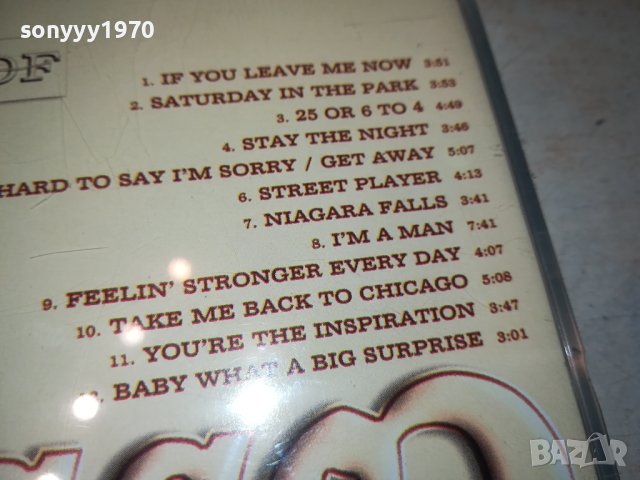 sonyyy1970
OF
1. IF YOU LEAVE ME NOW 3:51
2. SATURDAY IN THE PARK 3:53
3. 25 OR 6 TO 4 4:49
4. STAY THE NIGHT 3:46
HARD TO SAY I'M SORRY / GET AWAY 5:07
6. STREET PLAYER 4:13
7. NIAGARA FALLS 3:41
8. I'M A MAN 7:41
9. FEELIN' STRONGER EVERY DAY 4:07
10. TAKE ME BACK TO CHICAGO 5:08
11. YOU'RE THE INSPIRATION 3:47
12. BABY WHAT A BIG SURPRISE 3:01
BAZAR